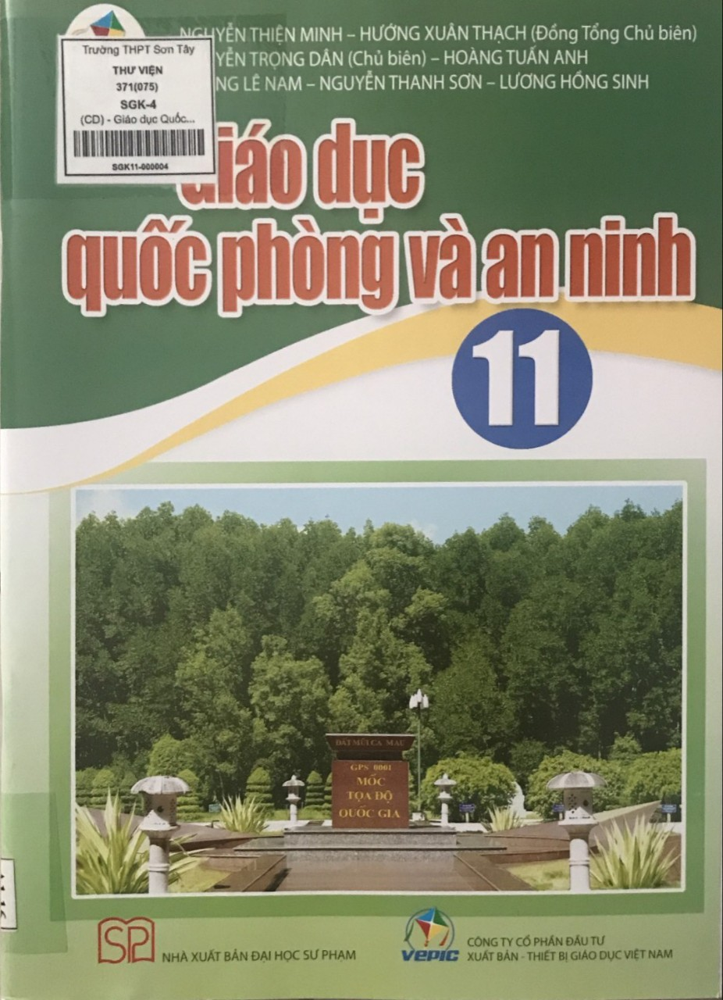 NGUYỄN THIỆN MINH – HƯỚNG XUÂN THẠCH (Đồng Tổng Chủ biên)
YỄN TRỌNG DÂN (Chủ biên) – HOÀNG TUẤN ANH
NG LÊ NAM – NGUYỄN THANH SƠN – LƯƠNG HỒNG SINH
Trường THPT Sơn Tây
THƯ VIỆN
371(075)
SGK-4
(CD) - Giáo dục Quốc...
SGK11-000004
Giáo dục
quốc phòng và an ninh
11
ĐẤT MŨI CÀ MAU
GPS 0001
MỐC
TỌA ĐỘ
QUỐC GIA
SP
NHÀ XUẤT BẢN ĐẠI HỌC SƯ PHẠM
VEPIC
CÔNG TY CỔ PHẦN ĐẦU TƯ
XUẤT BẢN - THIẾT BỊ GIÁO DỤC VIỆT NAM